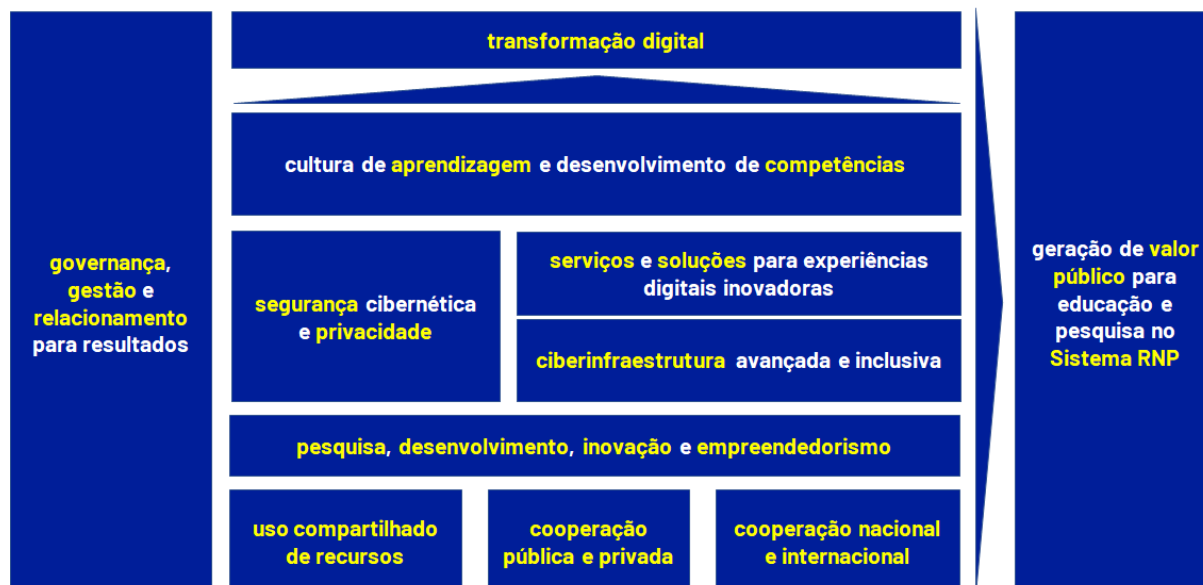 transformação digital
cultura de aprendizagem e desenvolvimento de competências
governança,
gestão e
relacionamento
para resultados
segurança cibernética
e privacidade
serviços e soluções para experiências
digitais inovadoras
ciberinfraestrutura avançada e inclusiva
pesquisa, desenvolvimento, inovação e empreendedorismo
uso compartilhado
de recursos
cooperação
pública e privada
cooperação nacional
e internacional
geração de valor
público para
educação e
pesquisa no
Sistema RNP